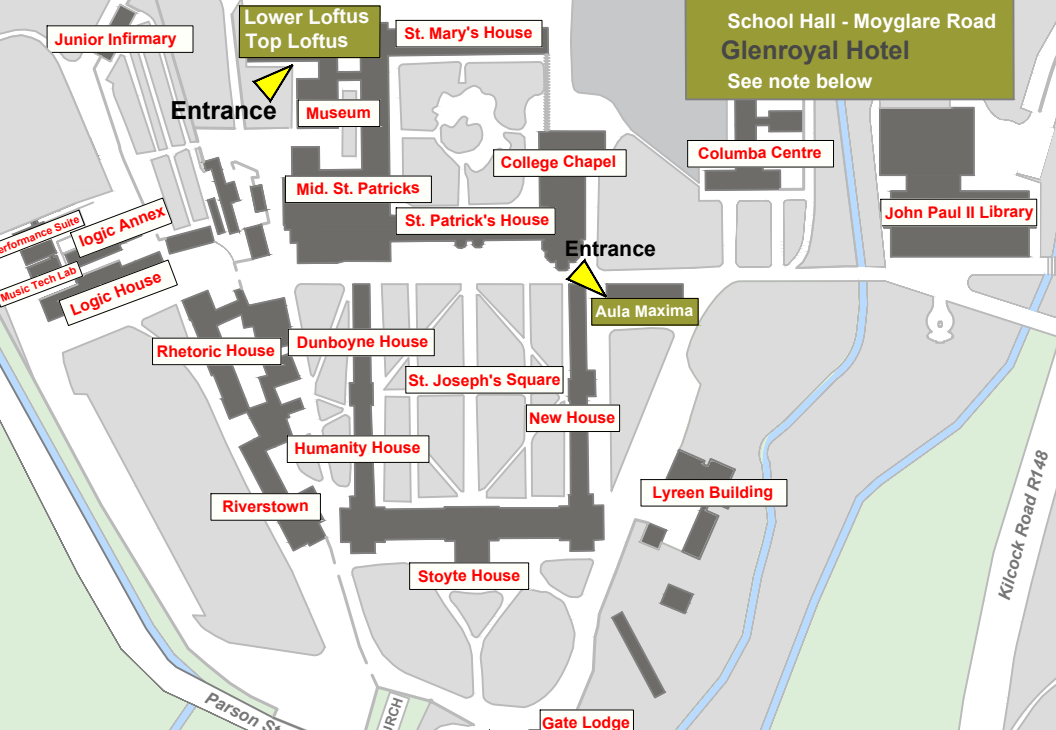 Lower Loftus
Top Loftus
School Hall - Moyglare Road
Glenroyal Hotel
See note below
Junior Infirmary
St. Mary's House
Entrance
Museum
College Chapel
Columba Centre
Mid. St. Patricks
St. Patrick's House
John Paul II Library
erformance Suite
logic Annex
Music Tech Lab
Logic House
Entrance
Aula Maxima
Rhetoric House
Dunboyne House
St. Joseph's Square
New House
Humanity House
Lyreen Building
Riverstown
Stoyte House
Kilcock Road R148
Parson St
Gate Lodge